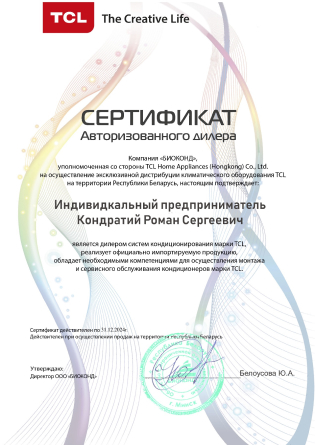 TCL The Creative Life
СЕРТИФИКАТ
Авторизованного дилера
Компания «БИОКОНД»,
уполномоченная со стороны TCL Home Appliances (Hongkong) Co., Ltd.
на осуществление эксклюзивной дистрибуции климатического оборудования TCL
на территории Республики Беларусь, настоящим подтверждает:
Индивидкальный предприниматель
Кондратий Роман Сергеевич
является дилером систем кондиционирования марки TCL,
реализует официально импортируемую продукцию,
обладает необходимыми компетенциями для осуществления монтажа
и сервисного обслуживания кондиционеров марки TCL.
Сертификат действителен по 31.12.2024г.
Действителен при осуществлении продаж на территории Республики Беларусь
Утверждаю:
Директор ООО «БИОКОНД»
Белоусова Ю.А.